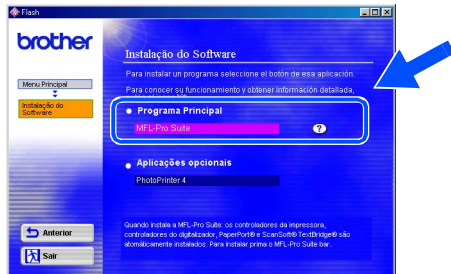 Flash
brother
Instalação do Software
Para instalar un programa seleccione el botón de esa aplicación.
Para conocer su funcionamiento y obtener información detallada,
Menu Principal
Instalação do
Software
Programa Principal
MFL-Pro Suite
?
Aplicações opcionais
PhotoPrinter 4
Quando instala a MFL-Pro Suite: os controladores da impressora,
controladores do digitalizador, PaperPort® e ScanSoft® TextBridge® são
atomáticamente instalados. Para instalar prima o MFL-Pro Suite bar.
Anterior
Sair